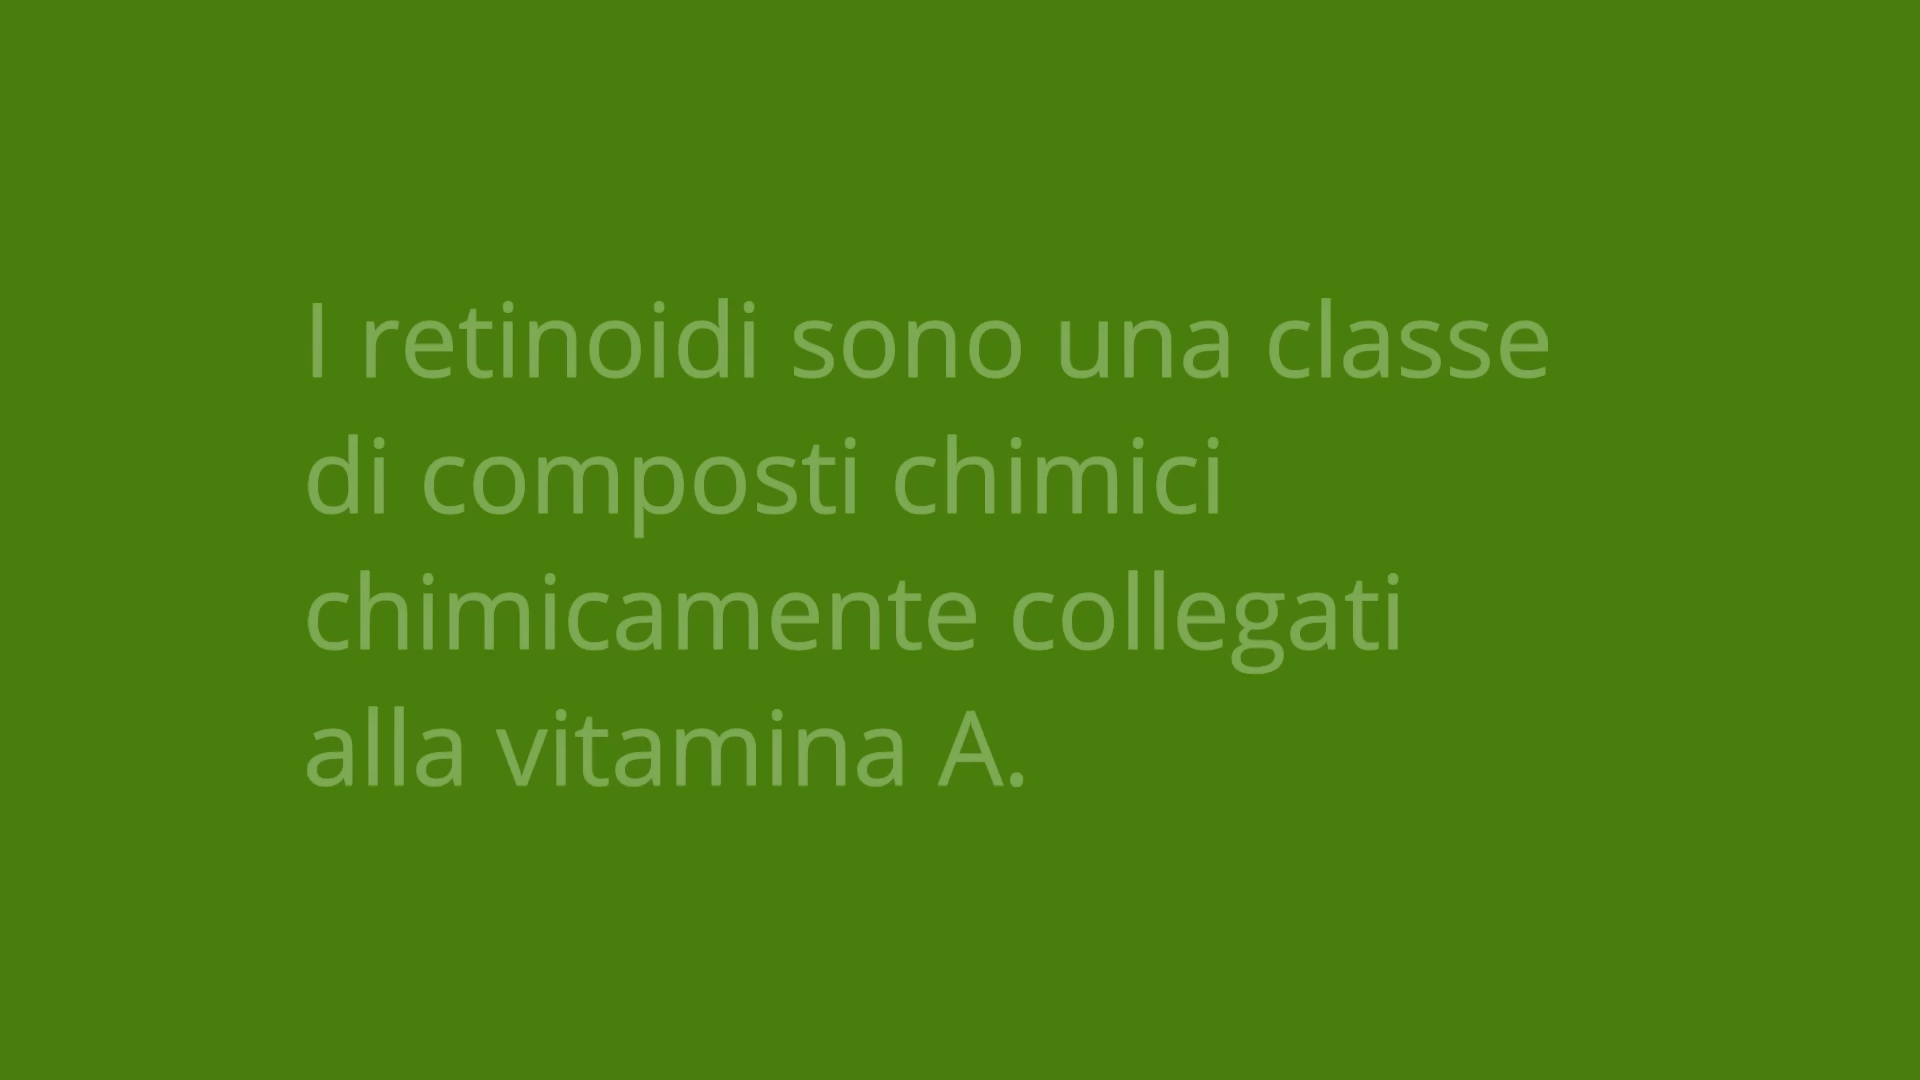 I retinoidi sono una classe
di composti chimici
chimicamente collegati
alla vitamina A.